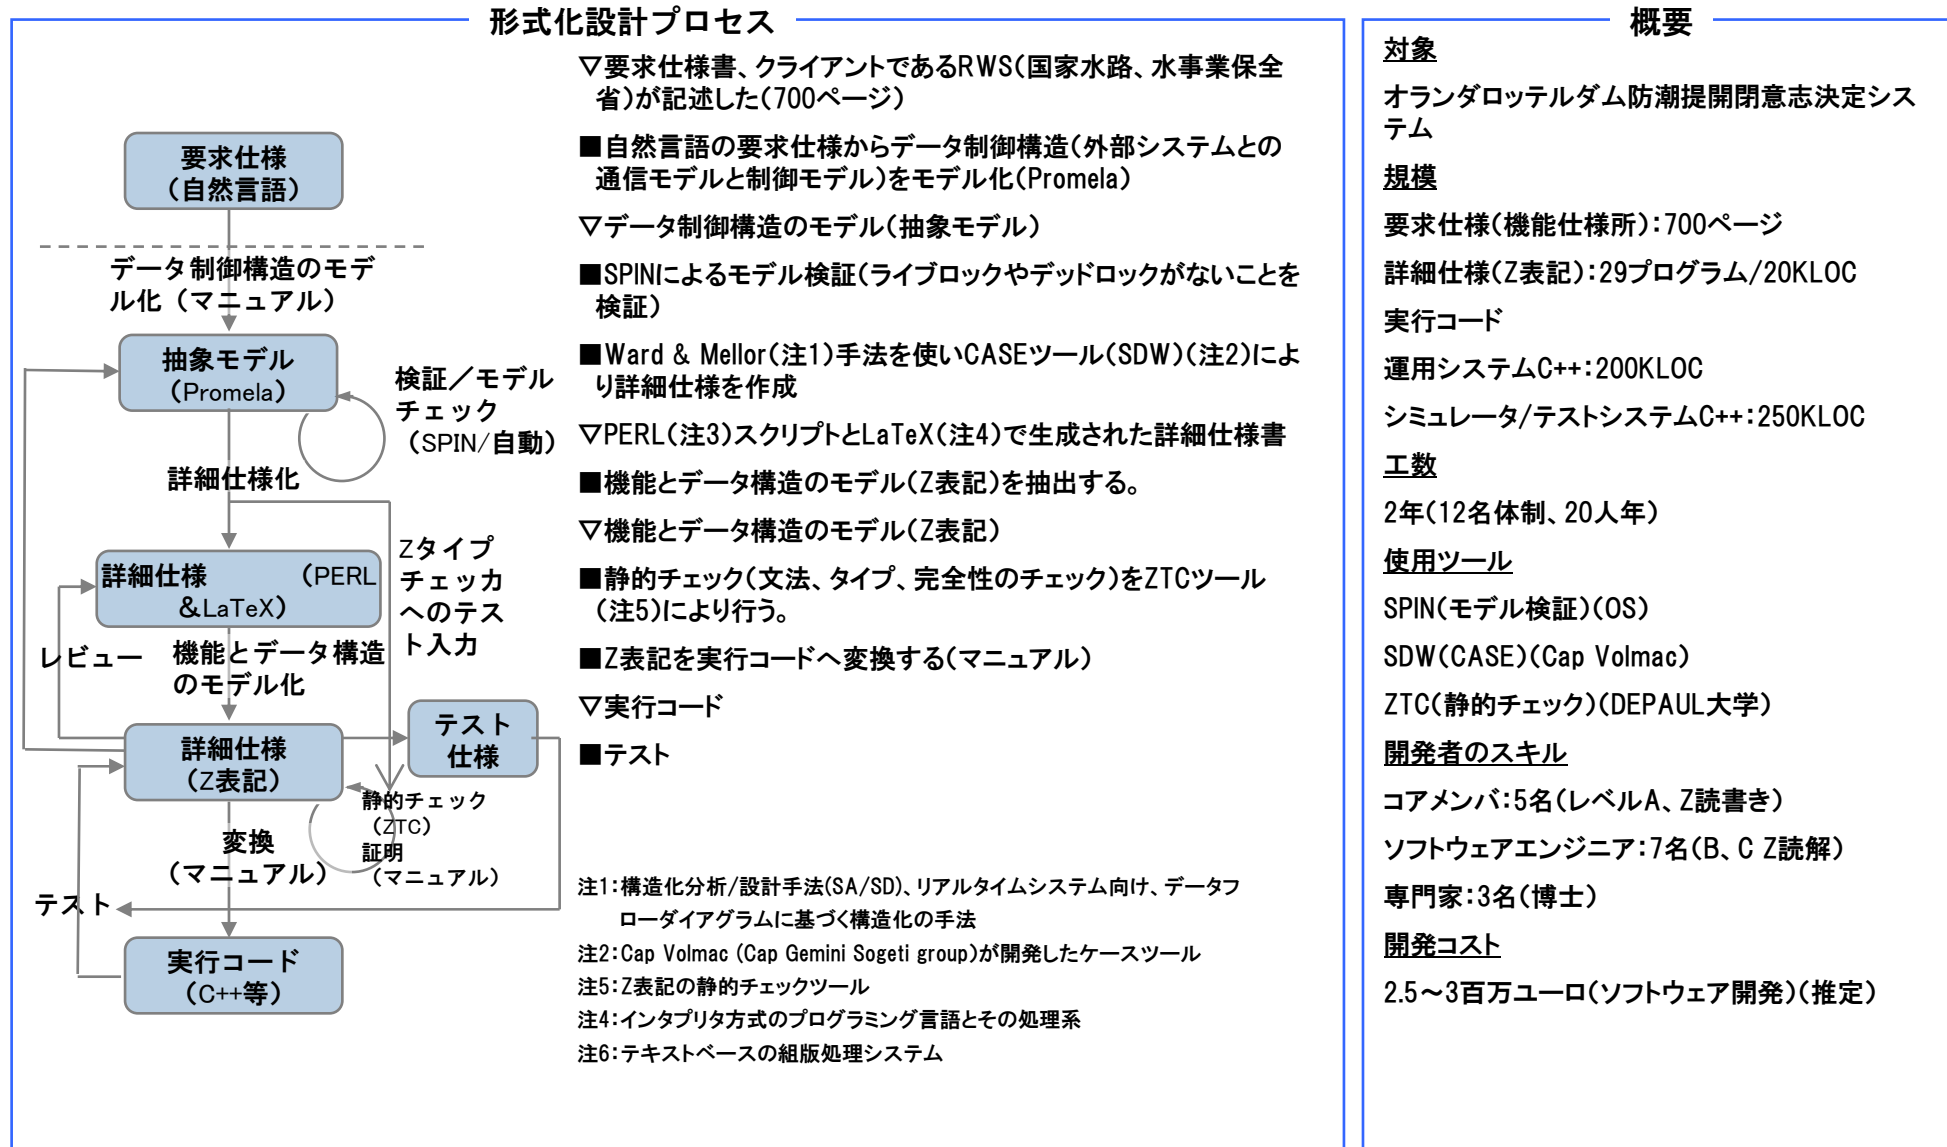 形式化設計プロセス
要求仕様
（自然言語）
データ制御構造のモデ
ル化（マニュアル）
抽象モデル
（Promela）
検証／モデル
チェック
（SPIN/自動）
詳細仕様化
詳細仕様　　　（PERL
&LaTeX）
Zタイプ
チェッカ
へのテス
ト入力
レビュー
機能とデータ構造
のモデル化
詳細仕様
（Z表記）
テスト
仕様
静的チェック
（ZTC）
証明
（マニュアル）
変換
（マニュアル）
テスト
実行コード
（C++等）
▽要求仕様書、クライアントであるRWS（国家水路、水事業保全
省）が記述した（700ページ）
■自然言語の要求仕様からデータ制御構造（外部システムとの
通信モデルと制御モデル）をモデル化（Promela）
▽データ制御構造のモデル（抽象モデル）
■SPINによるモデル検証（ライブロックやデッドロックがないことを
検証）
■Ward & Mellor（注1）手法を使いCASEツール（SDW）（注2）によ
り詳細仕様を作成
▽PERL（注3）スクリプトとLaTeX（注4）で生成された詳細仕様書
■機能とデータ構造のモデル（Z表記）を抽出する。
▽機能とデータ構造のモデル（Z表記）
■静的チェック（文法、タイプ、完全性のチェック）をZTCツール
（注5）により行う。
■Z表記を実行コードへ変換する（マニュアル）
▽実行コード
■テスト
注1：構造化分析/設計手法(SA/SD)、リアルタイムシステム向け、データフ
ローダイアグラムに基づく構造化の手法
注2：Cap Volmac (Cap Gemini Sogeti group)が開発したケースツール
注5：Z表記の静的チェックツール
注4：インタプリタ方式のプログラミング言語とその処理系
注6：テキストベースの組版処理システム
概要
対象
オランダロッテルダム防潮提開閉意志決定シス
テム
規模
要求仕様（機能仕様所）：700ページ
詳細仕様（Z表記）：29プログラム/20KLOC
実行コード
運用システムC++：200KLOC
シミュレータ/テストシステムC++：250KLOC
工数
2年（12名体制、20人年）
使用ツール
SPIN（モデル検証）（OS）
SDW（CASE）（Cap Volmac）
ZTC（静的チェック）（DEPAUL大学）
開発者のスキル
コアメンバ：5名（レベルA、Z読書き）
ソフトウェアエンジニア：7名（B、C Z読解）
専門家：3名（博士）
開発コスト
2.5～3百万ユーロ（ソフトウェア開発）（推定）